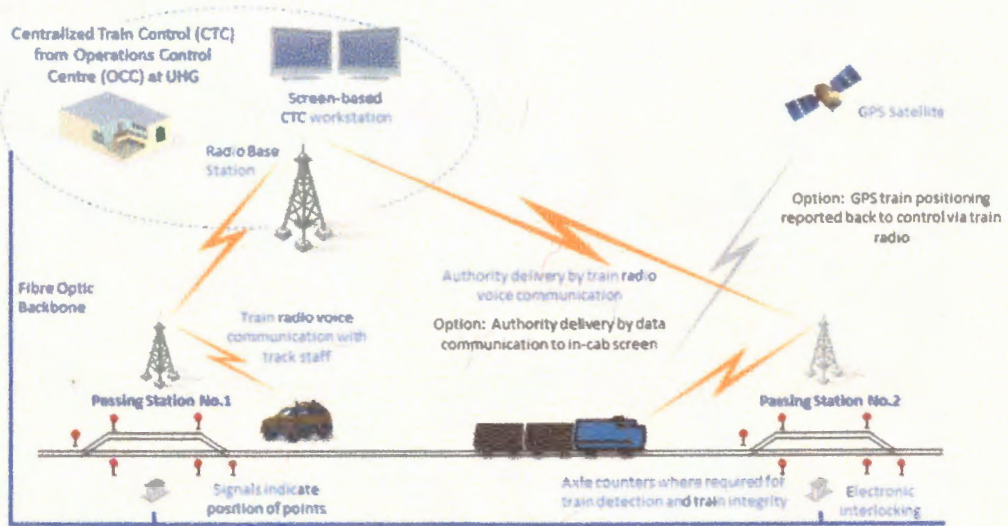 Centralized Train Control (CTC)
from Operations Control
Centre (OCC) at UHG
Screen-based
CTC workstation
GPS Satellite
Radio Base
Station
Option: GPS train positioning
reported back to control via train
radio
Authority delivery by train radio
voice communication
Option: Authority delivery by data
communication to in-cab screen
Fibre Optic
Backbone
Train radio voice
communication with
track staff
Passing Station No.1
Passing Station No.2
Signals indicate
position of points
Axle counters where required for
train detection and train integrity
Electronic
interlocking